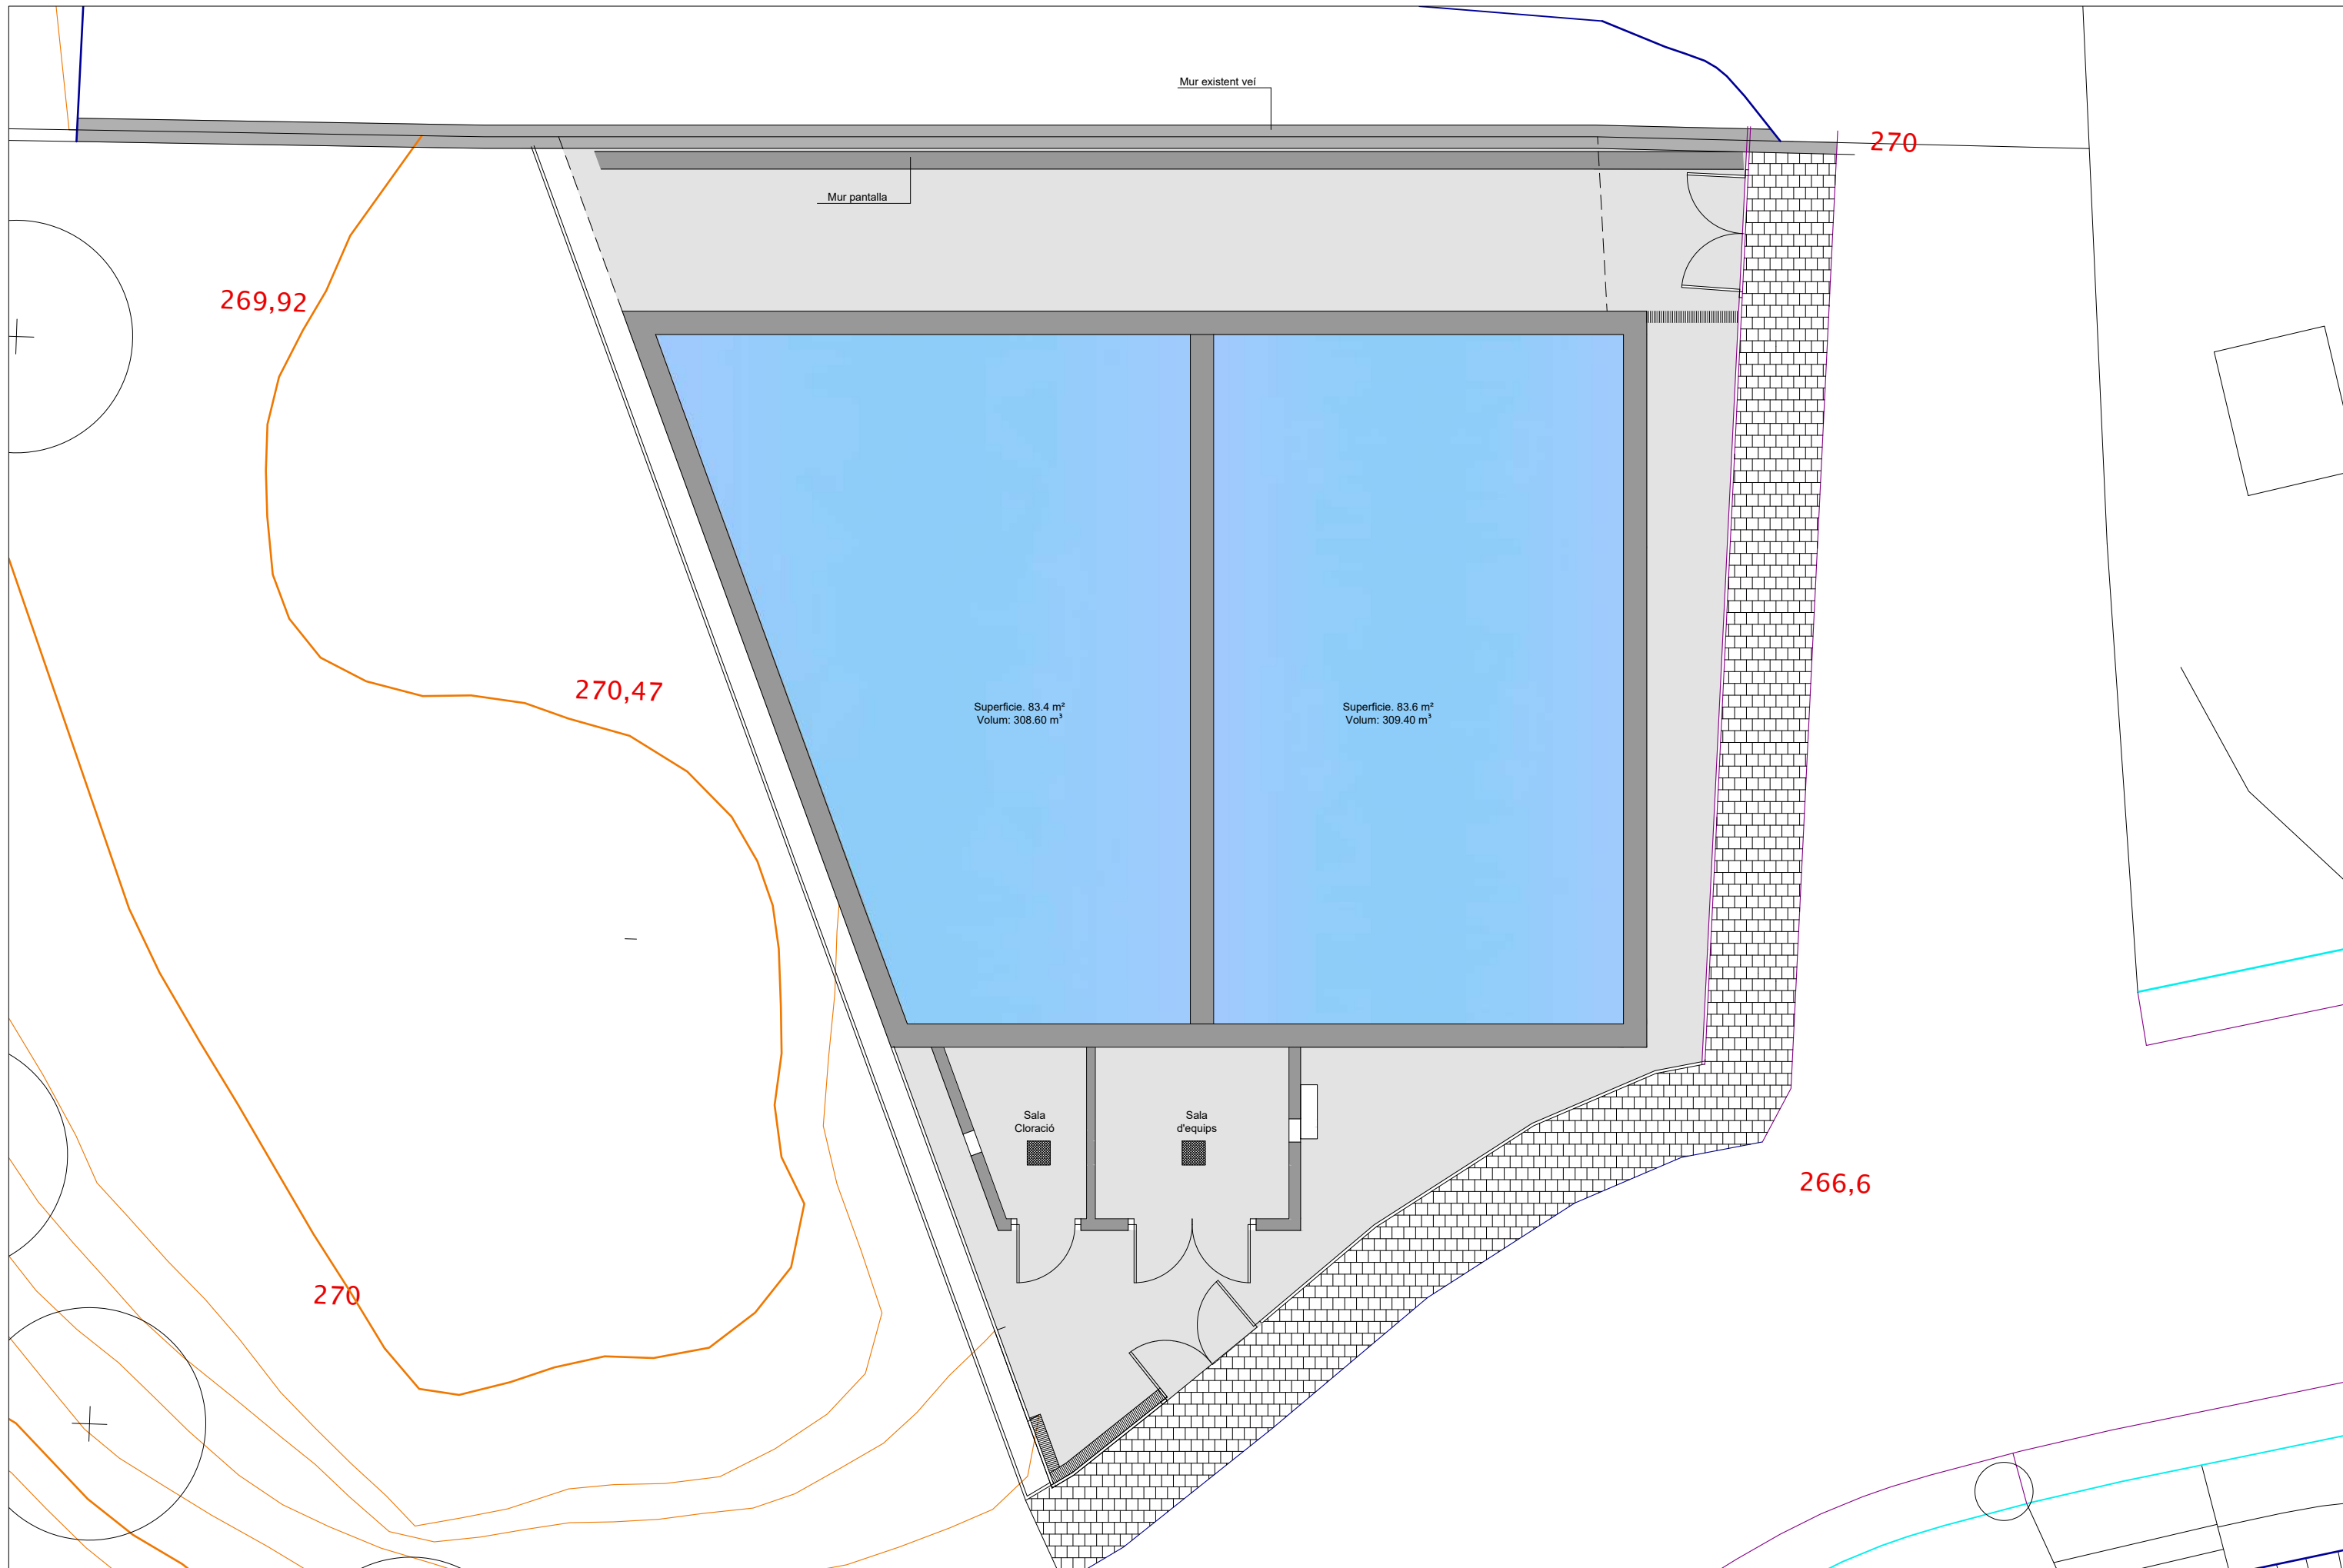 Mur existent veí
270
Mur pantalla
269,92
270,47
Superficie. 83.4 m²
Volum: 308.60 m³
Superficie. 83.6 m²
Volum: 309.40 m³
Sala
Cloració
Sala
d'equips
266,6
270